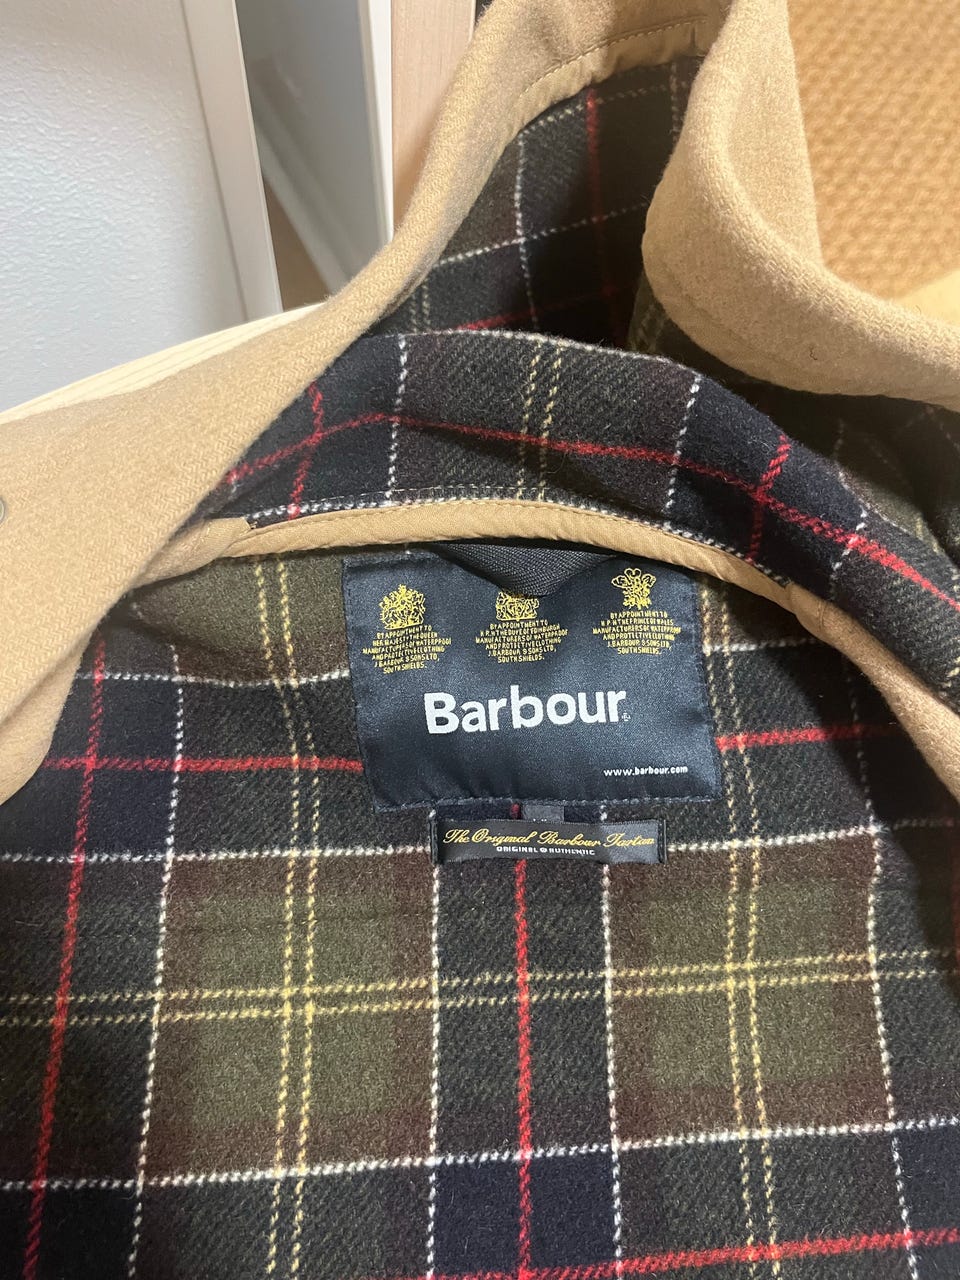 BY APPOINTMENT TO
HER MAJESTY THE QUEEN
MANUFACTURERS OF WATERPROOF
AND PROTECTIVE CLOTHING
J. BARBOUR & SONS LTD,
SOUTH SHIELDS.
BY APPOINTMENT TO
H.R.H THE DUKE OF EDINBURGH
MANUFACTURERS OF WATERPROOF
AND PROTECTIVE CLOTHING
J. BARBOUR & SONS LTD,
SOUTH SHIELDS.
BY APPOINTMENT TO
H.R.H THE PRINCE OF WALES
MANUFACTURERS OF WATERPROOF
AND PROTECTIVE CLOTHING
J. BARBOUR & SONS LTD,
SOUTH SHIELDS.
Barbour
www.barbour.com
The Original Barbour Tartan
ORIGINAL & AUTHENTIC